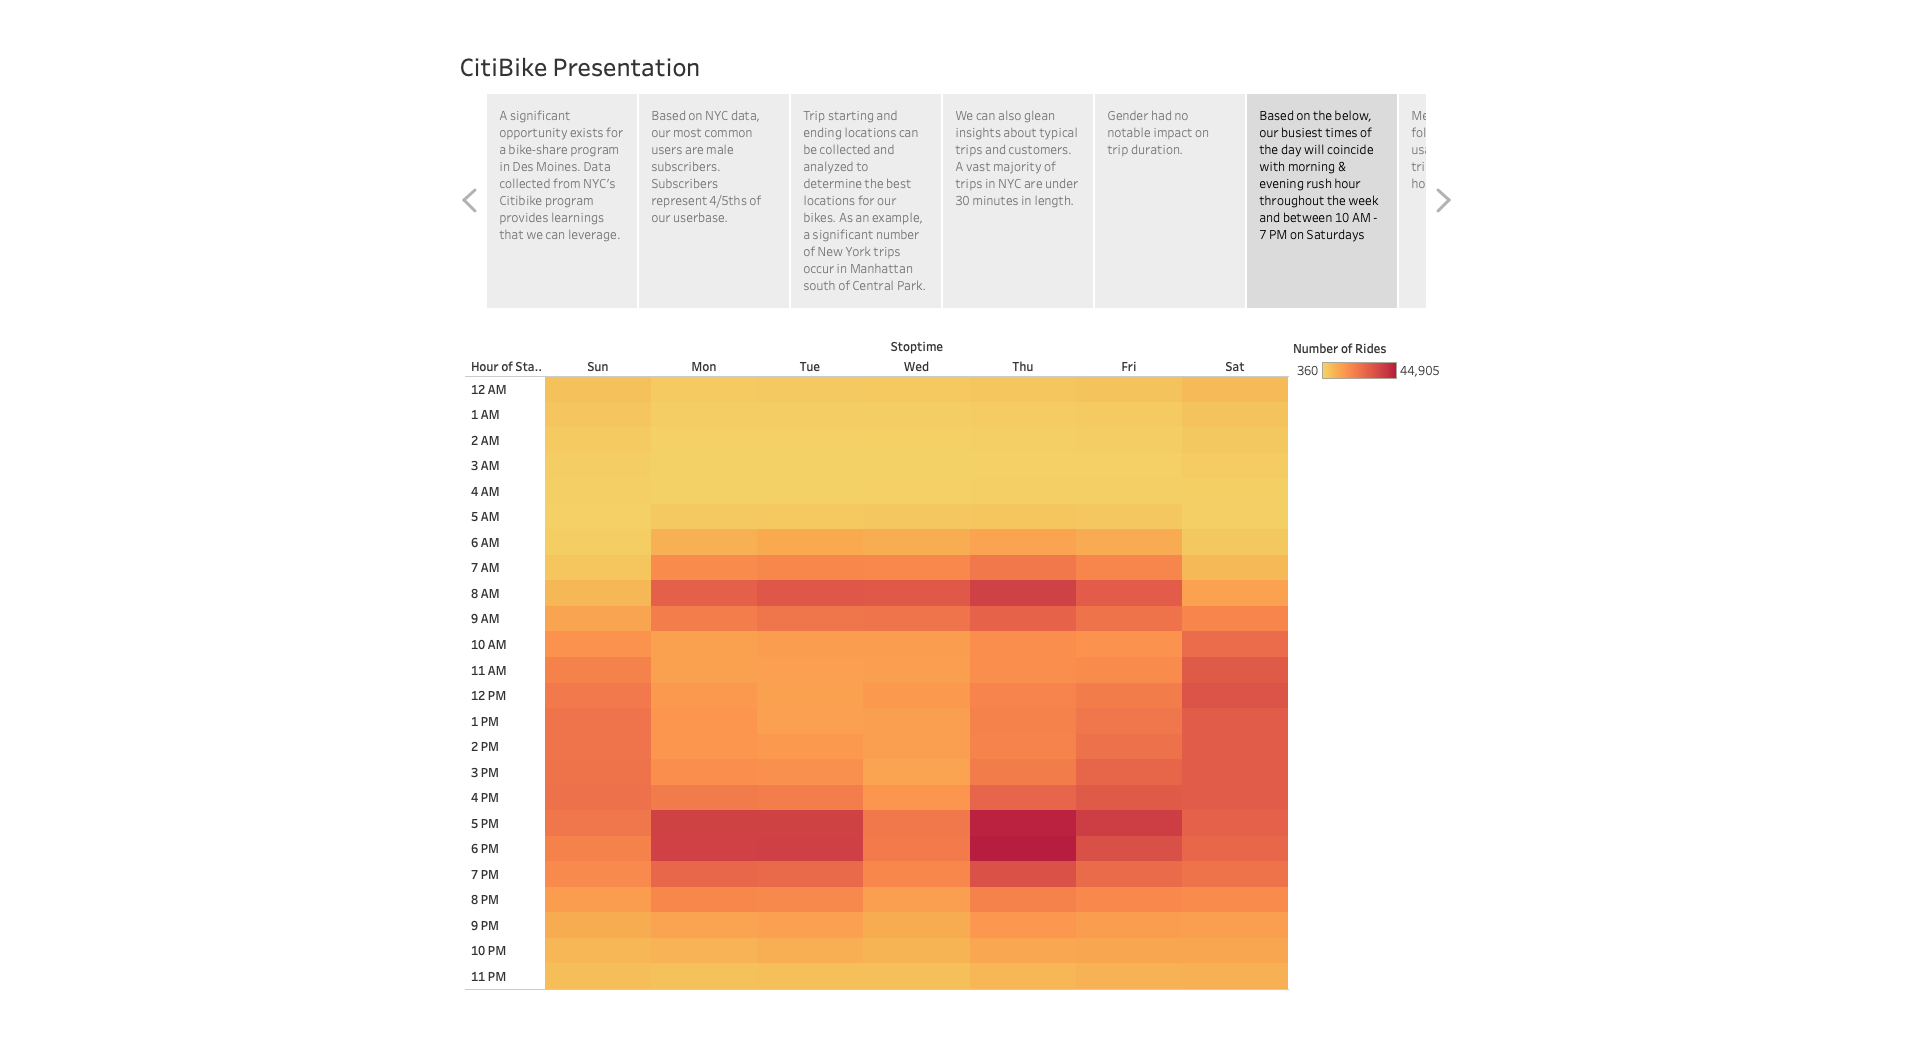 CitiBike Presentation
A significant
opportunity exists for
a bike-share program
in Des Moines. Data
collected from NYC's
Citibike program
provides learnings
that we can leverage.
Based on NYC data,
our most common
users are male
subscribers.
Subscribers
represent 4/5ths of
our userbase.
Trip starting and
ending locations can
be collected and
analyzed to
determine the best
locations for our
bikes. As an example,
a significant number
of New York trips
occur in Manhattan
south of Central Park.
We can also glean
insights about typical
trips and customers.
A vast majority of
trips in NYC are under
30 minutes in length.
Gender had no
notable impact on
trip duration.
Based on the below,
our busiest times of
the day will coincide
with morning &
evening rush hour
throughout the week
and between 10 AM -
7 PM on Saturdays
Stoptime
Hour of Sta.. Sun Mon Tue Wed Thu Fri Sat
12 AM
1 AM
2 AM
3 AM
4 AM
5 AM
6 AM
7 AM
8 AM
9 AM
10 AM
11 AM
12 PM
1 PM
2 PM
3 PM
4 PM
5 PM
6 PM
7 PM
8 PM
9 PM
10 PM
11 PM
Number of Rides
360 44,905